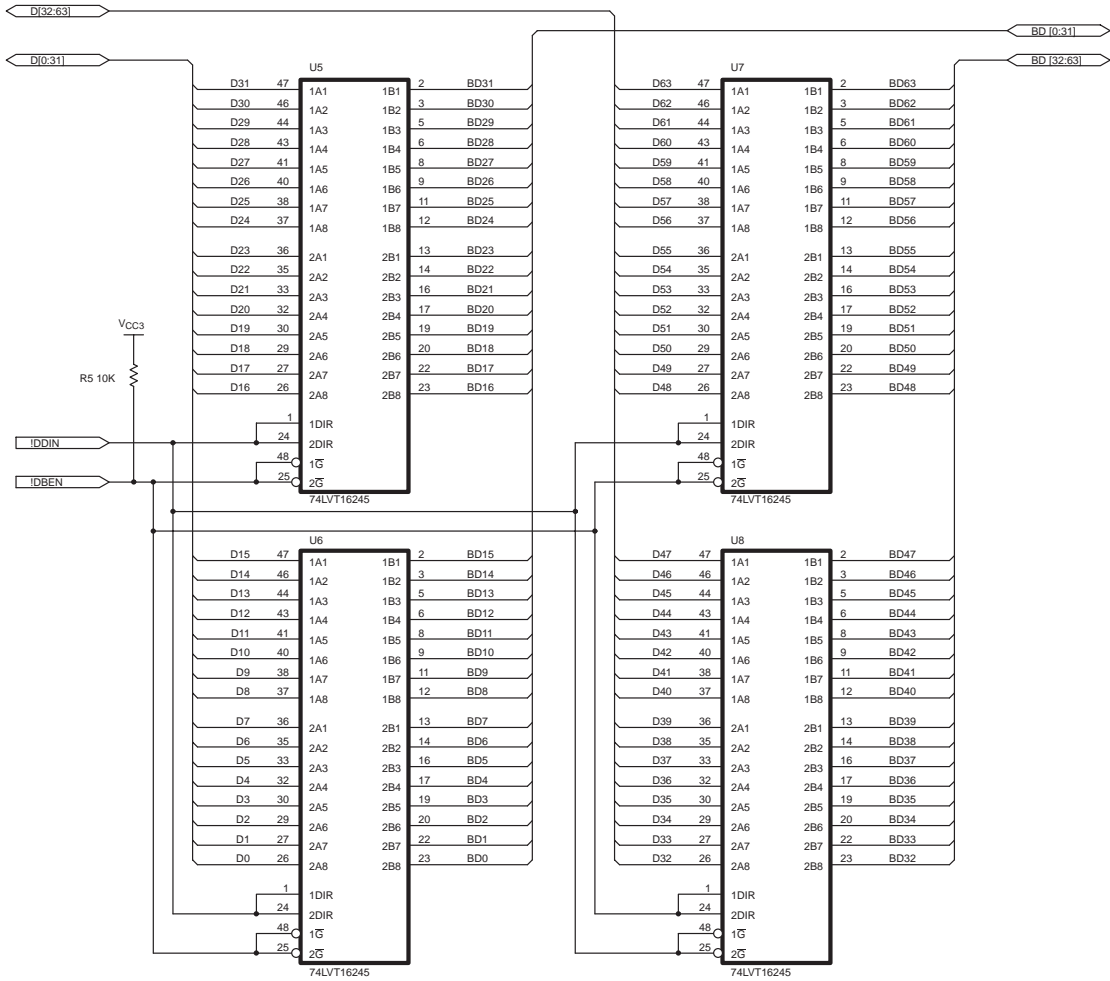 D[32:63]
BD [0:31]
D[0:31]
BD [32:63]
U5
D31 47 1A1 1B1 2 BD31
D30 46 1A2 1B2 3 BD30
D29 44 1A3 1B3 5 BD29
D28 43 1A4 1B4 6 BD28
D27 41 1A5 1B5 8 BD27
D26 40 1A6 1B6 9 BD26
D25 38 1A7 1B7 11 BD25
D24 37 1A8 1B8 12 BD24
D23 36 2A1 2B1 13 BD23
D22 35 2A2 2B2 14 BD22
D21 33 2A3 2B3 16 BD21
D20 32 2A4 2B4 17 BD20
D19 30 2A5 2B5 19 BD19
D18 29 2A6 2B6 20 BD18
D17 27 2A7 2B7 22 BD17
D16 26 2A8 2B8 23 BD16
1 1DIR
24 2DIR
48 1G̅
25 2G̅
74LVT16245
VCC3
R5 10K
!DDIN
!DBEN
U7
D63 47 1A1 1B1 2 BD63
D62 46 1A2 1B2 3 BD62
D61 44 1A3 1B3 5 BD61
D60 43 1A4 1B4 6 BD60
D59 41 1A5 1B5 8 BD59
D58 40 1A6 1B6 9 BD58
D57 38 1A7 1B7 11 BD57
D56 37 1A8 1B8 12 BD56
D55 36 2A1 2B1 13 BD55
D54 35 2A2 2B2 14 BD54
D53 33 2A3 2B3 16 BD53
D52 32 2A4 2B4 17 BD52
D51 30 2A5 2B5 19 BD51
D50 29 2A6 2B6 20 BD50
D49 27 2A7 2B7 22 BD49
D48 26 2A8 2B8 23 BD48
1 1DIR
24 2DIR
48 1G̅
25 2G̅
74LVT16245
U6
D15 47 1A1 1B1 2 BD15
D14 46 1A2 1B2 3 BD14
D13 44 1A3 1B3 5 BD13
D12 43 1A4 1B4 6 BD12
D11 41 1A5 1B5 8 BD11
D10 40 1A6 1B6 9 BD10
D9 38 1A7 1B7 11 BD9
D8 37 1A8 1B8 12 BD8
D7 36 2A1 2B1 13 BD7
D6 35 2A2 2B2 14 BD6
D5 33 2A3 2B3 16 BD5
D4 32 2A4 2B4 17 BD4
D3 30 2A5 2B5 19 BD3
D2 29 2A6 2B6 20 BD2
D1 27 2A7 2B7 22 BD1
D0 26 2A8 2B8 23 BD0
1 1DIR
24 2DIR
48 1G̅
25 2G̅
74LVT16245
U8
D47 47 1A1 1B1 2 BD47
D46 46 1A2 1B2 3 BD46
D45 44 1A3 1B3 5 BD45
D44 43 1A4 1B4 6 BD44
D43 41 1A5 1B5 8 BD43
D42 40 1A6 1B6 9 BD42
D41 38 1A7 1B7 11 BD41
D40 37 1A8 1B8 12 BD40
D39 36 2A1 2B1 13 BD39
D38 35 2A2 2B2 14 BD38
D37 33 2A3 2B3 16 BD37
D36 32 2A4 2B4 17 BD36
D35 30 2A5 2B5 19 BD35
D34 29 2A6 2B6 20 BD34
D33 27 2A7 2B7 22 BD33
D32 26 2A8 2B8 23 BD32
1 1DIR
24 2DIR
48 1G̅
25 2G̅
74LVT16245